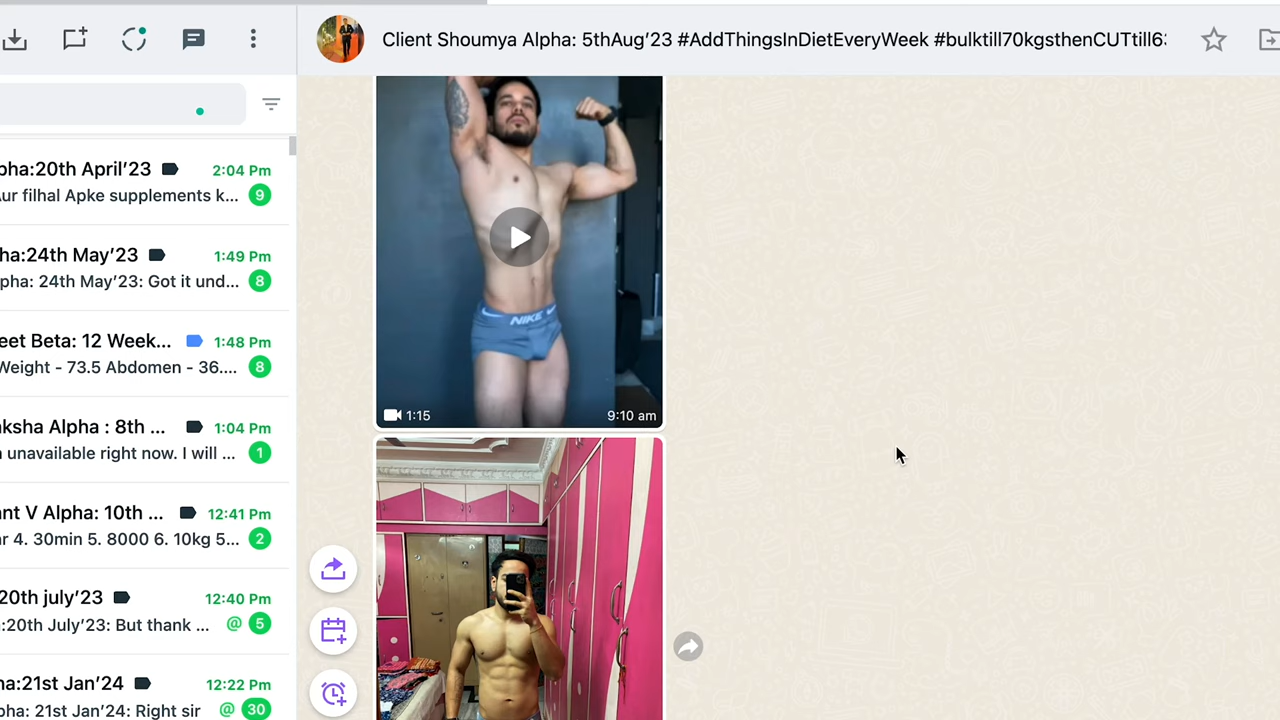 Client Shoumya Alpha: 5thAug'23 #AddThingsInDietEveryWeek #bulktill70kgsthenCUTtill6
pha:20th April'23 2:04 Pm
Aur filhal Apke supplements k... 9
ha:24th May'23 1:49 Pm
pha: 24th May'23: Got it und... 8
eet Beta: 12 Week... 1:48 Pm
Weight - 73.5 Abdomen - 36.... 8
aksha Alpha : 8th ... 1:04 Pm
unavailable right now. I will ... 1
nt V Alpha: 10th ... 12:41 Pm
r 4. 30min 5. 8000 6. 10kg 5... 2
20th july'23 12:40 Pm
:20th July'23: But thank ... @ 5
ha:21st Jan'24 12:22 Pm
pha: 21st Jan'24: Right sir @ 30
NIKE
1:15 9:10 am